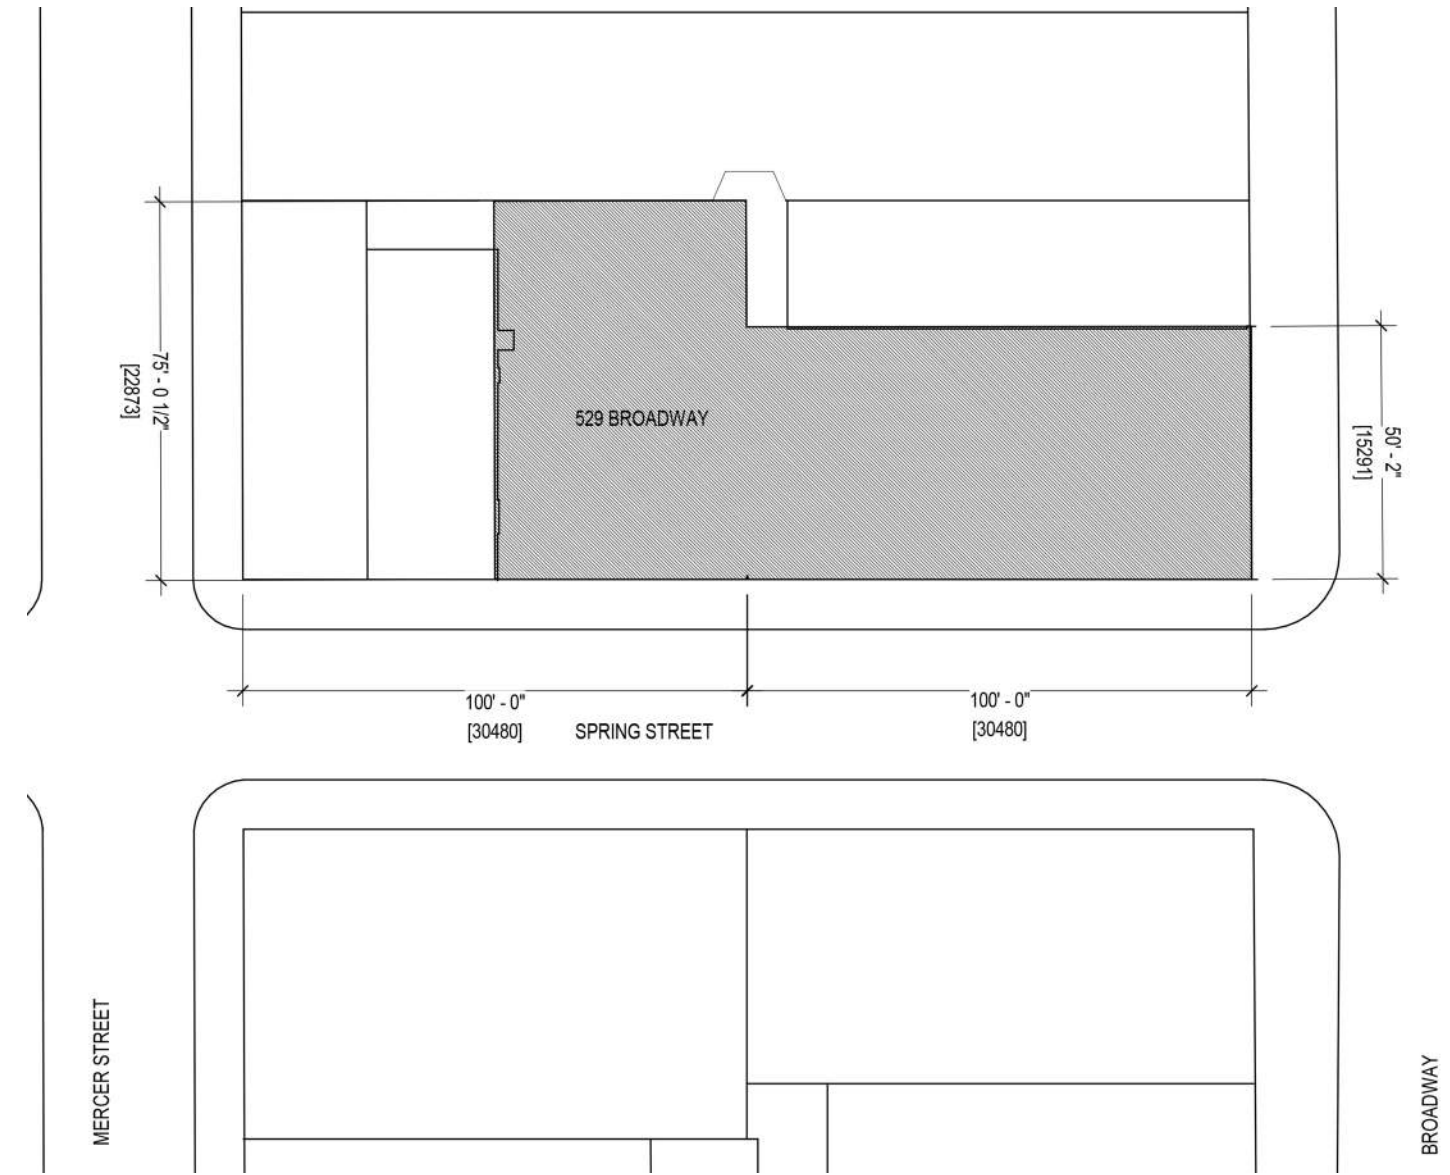 75' - 0 1/2"
[22873]
529 BROADWAY
50' - 2"
[15291]
100' - 0"
[30480]
SPRING STREET
100' - 0"
[30480]
MERCER STREET
BROADWAY